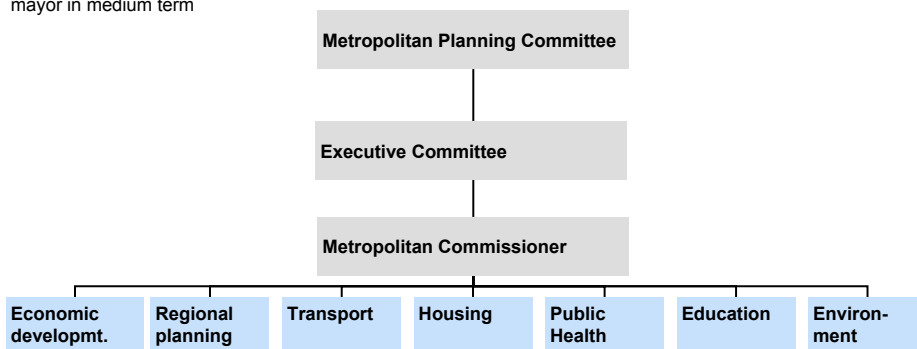 mayor in medium term
Metropolitan Planning Committee
Executive Committee
Metropolitan Commissioner
Economic
developmt.
Regional
planning
Transport
Housing
Public
Health
Education
Environ-
ment